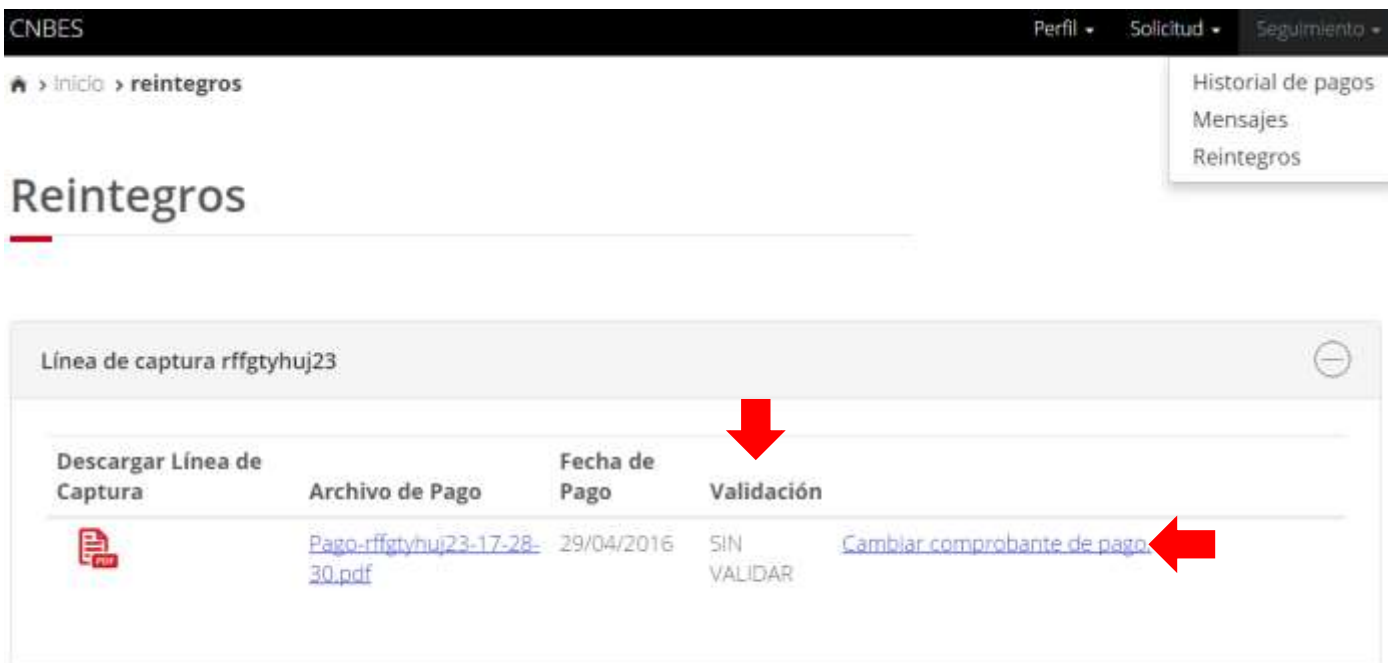 CNBES
Perfil Solicitud Seguimiento
> Inicio > reintegros
Historial de pagos
Mensajes
Reintegros
Reintegros
Línea de captura rffgtyhuj23
Descargar Línea de
Captura
Archivo de Pago
Fecha de
Pago
Validación
PDF
Pago-rffgtyhuj23-17-28-
30.pdf
29/04/2016
SIN
VALIDAR
Cambiar comprobante de pago.